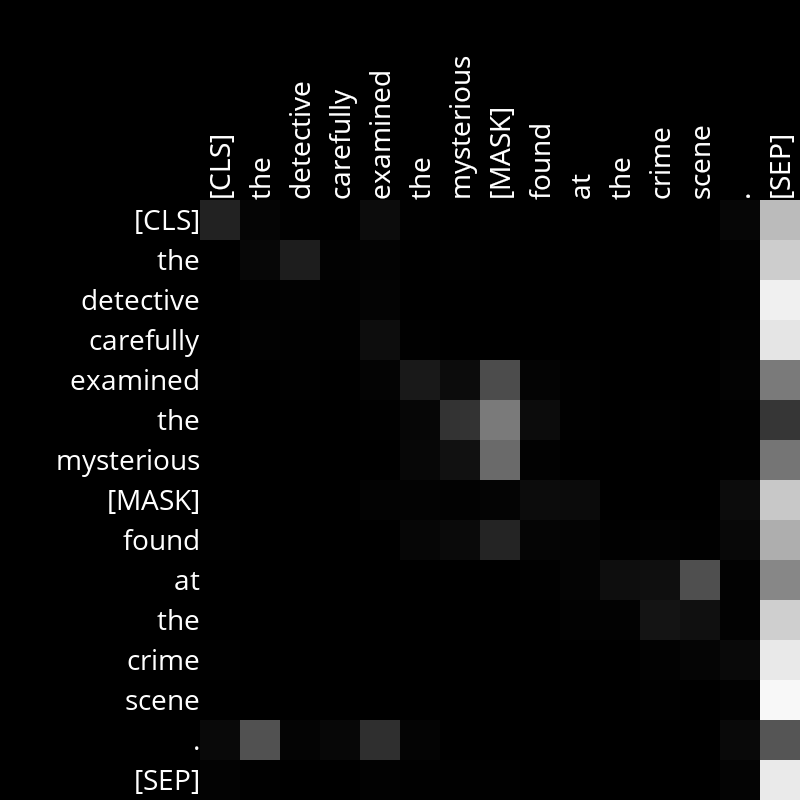 [CLS] the detective carefully examined the mysterious [MASK] found at the crime scene . [SEP]
[CLS]
the
detective
carefully
examined
the
mysterious
[MASK]
found
at
the
crime
scene
.
[SEP]